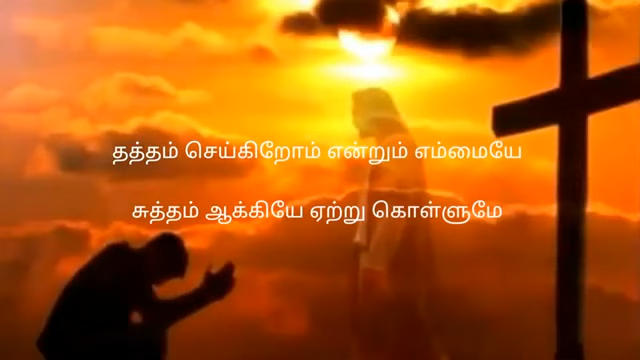 தத்தம் செய்கிறோம் என்றும் எம்மையே
சுத்தம் ஆக்கியே ஏற்று கொள்ளுமே